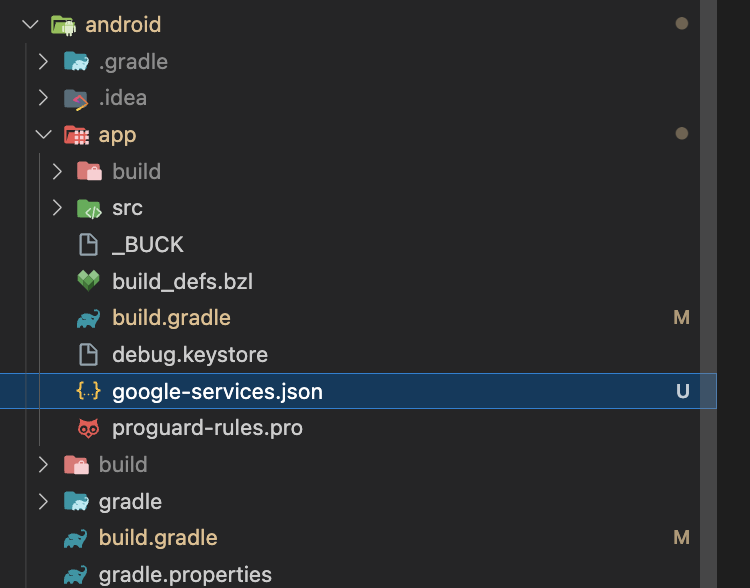 android
.gradle
.idea
app
build
src
_BUCK
build_defs.bzl
build.gradle M
debug.keystore
google-services.json U
proguard-rules.pro
build
gradle
build.gradle M
gradle.properties